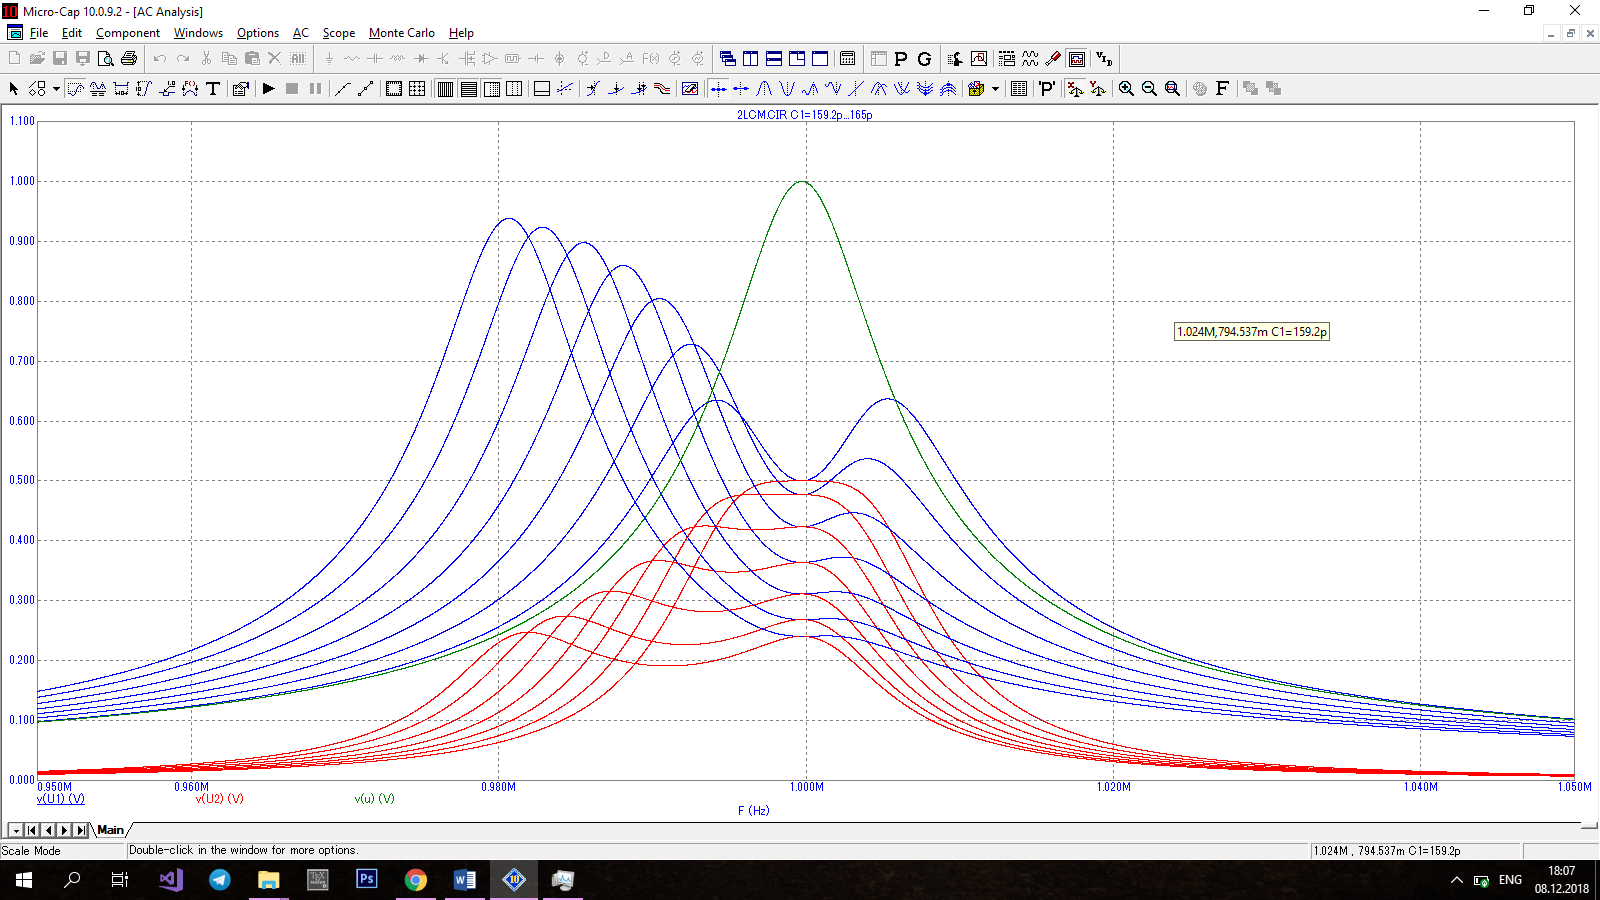 Micro-Cap 10.0.9.2 - [AC Analysis]
File Edit Component Windows Options AC Scope Monte Carlo Help
2LCM.CIR C1=159.2p...165p
1.100
1.000
0.900
0.800
0.700
0.600
0.500
0.400
0.300
0.200
0.100
0.000
1.024M,794.537m C1=159.2p
0.950M 0.960M 0.980M 1.000M 1.020M 1.040M 1.050M
v(U1) (V) v(U2) (V) v(u) (V)
F (Hz)
Main
Scale Mode Double-click in the window for more options. 1.024M , 794.537m C1=159.2p
ENG 18:07
08.12.2018